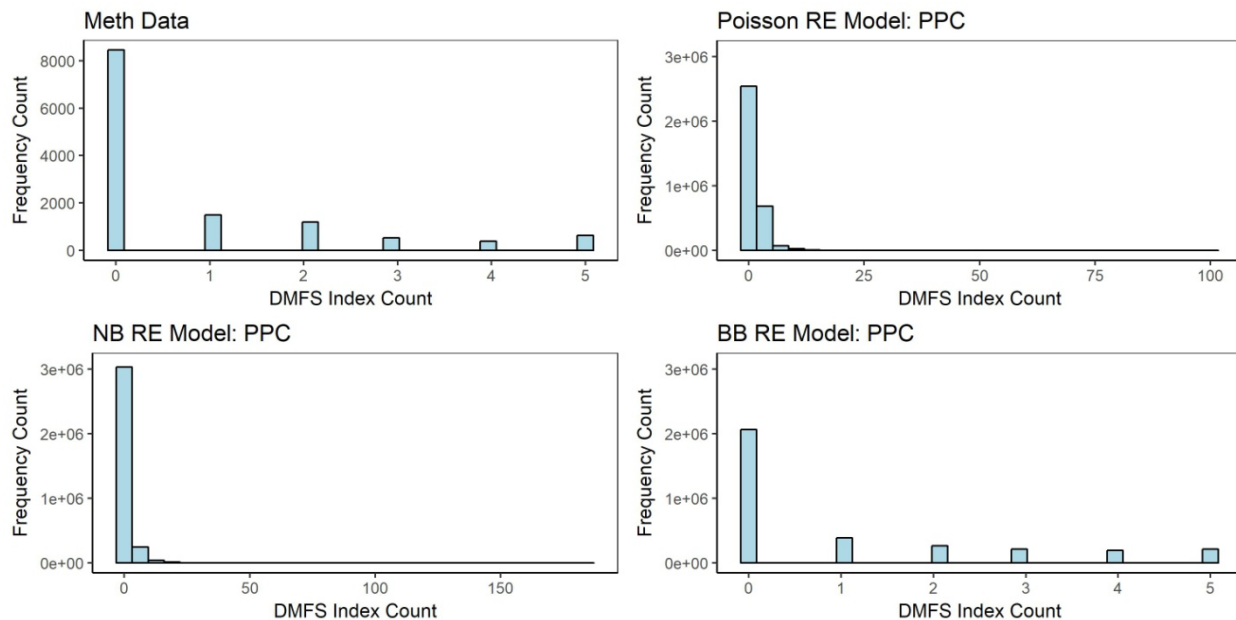 Meth Data
Frequency Count
8000
6000
4000
2000
0
0 1 2 3 4 5
DMFS Index Count
Poisson RE Model: PPC
Frequency Count
3e+06
2e+06
1e+06
0e+00
0 25 50 75 100
DMFS Index Count
NB RE Model: PPC
Frequency Count
3e+06
2e+06
1e+06
0e+00
0 50 100 150
DMFS Index Count
BB RE Model: PPC
Frequency Count
3e+06
2e+06
1e+06
0e+00
0 1 2 3 4 5
DMFS Index Count